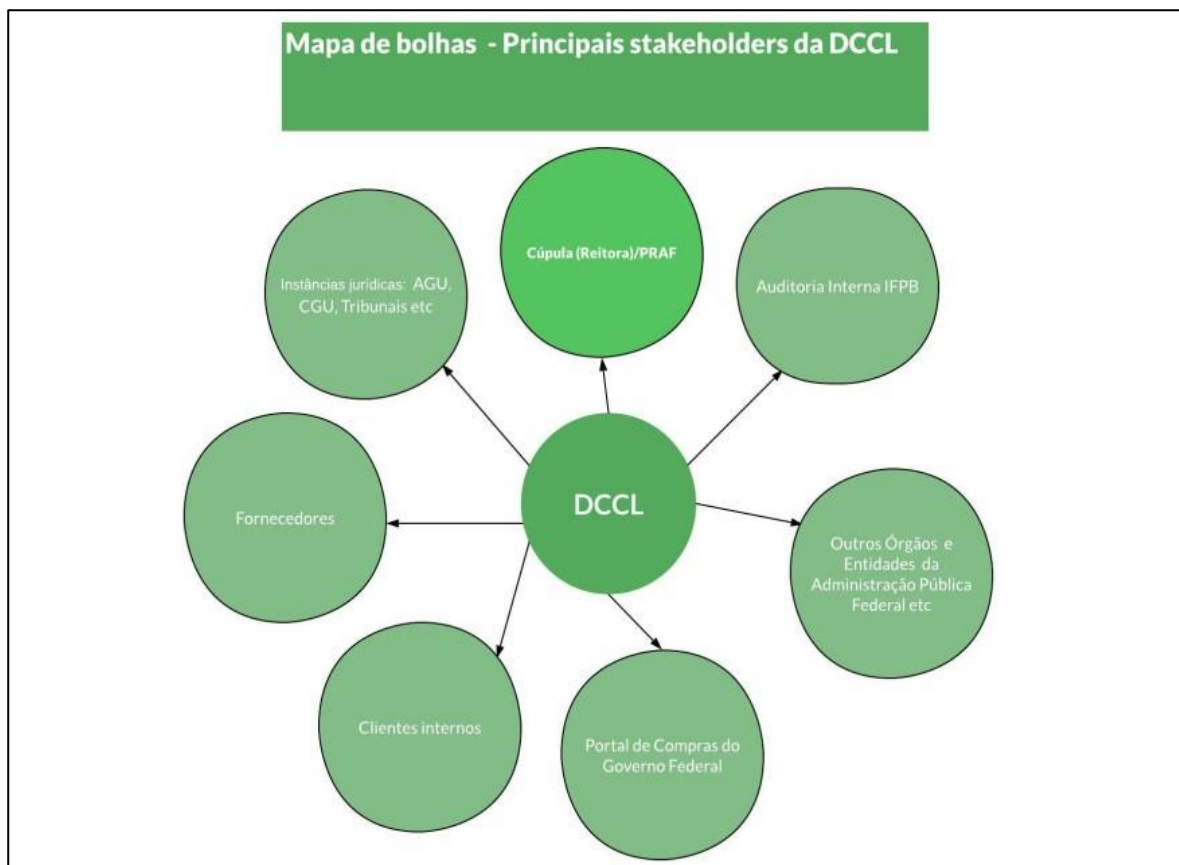 Mapa de bolhas - Principais stakeholders da DCCL
Cúpula (Reitora)/PRAF
Instâncias jurídicas: AGU,
CGU, Tribunais etc
Auditoria Interna IFPB
DCCL
Fornecedores
Outros Órgãos e
Entidades da
Administração Pública
Federal etc
Clientes internos
Portal de Compras do
Governo Federal